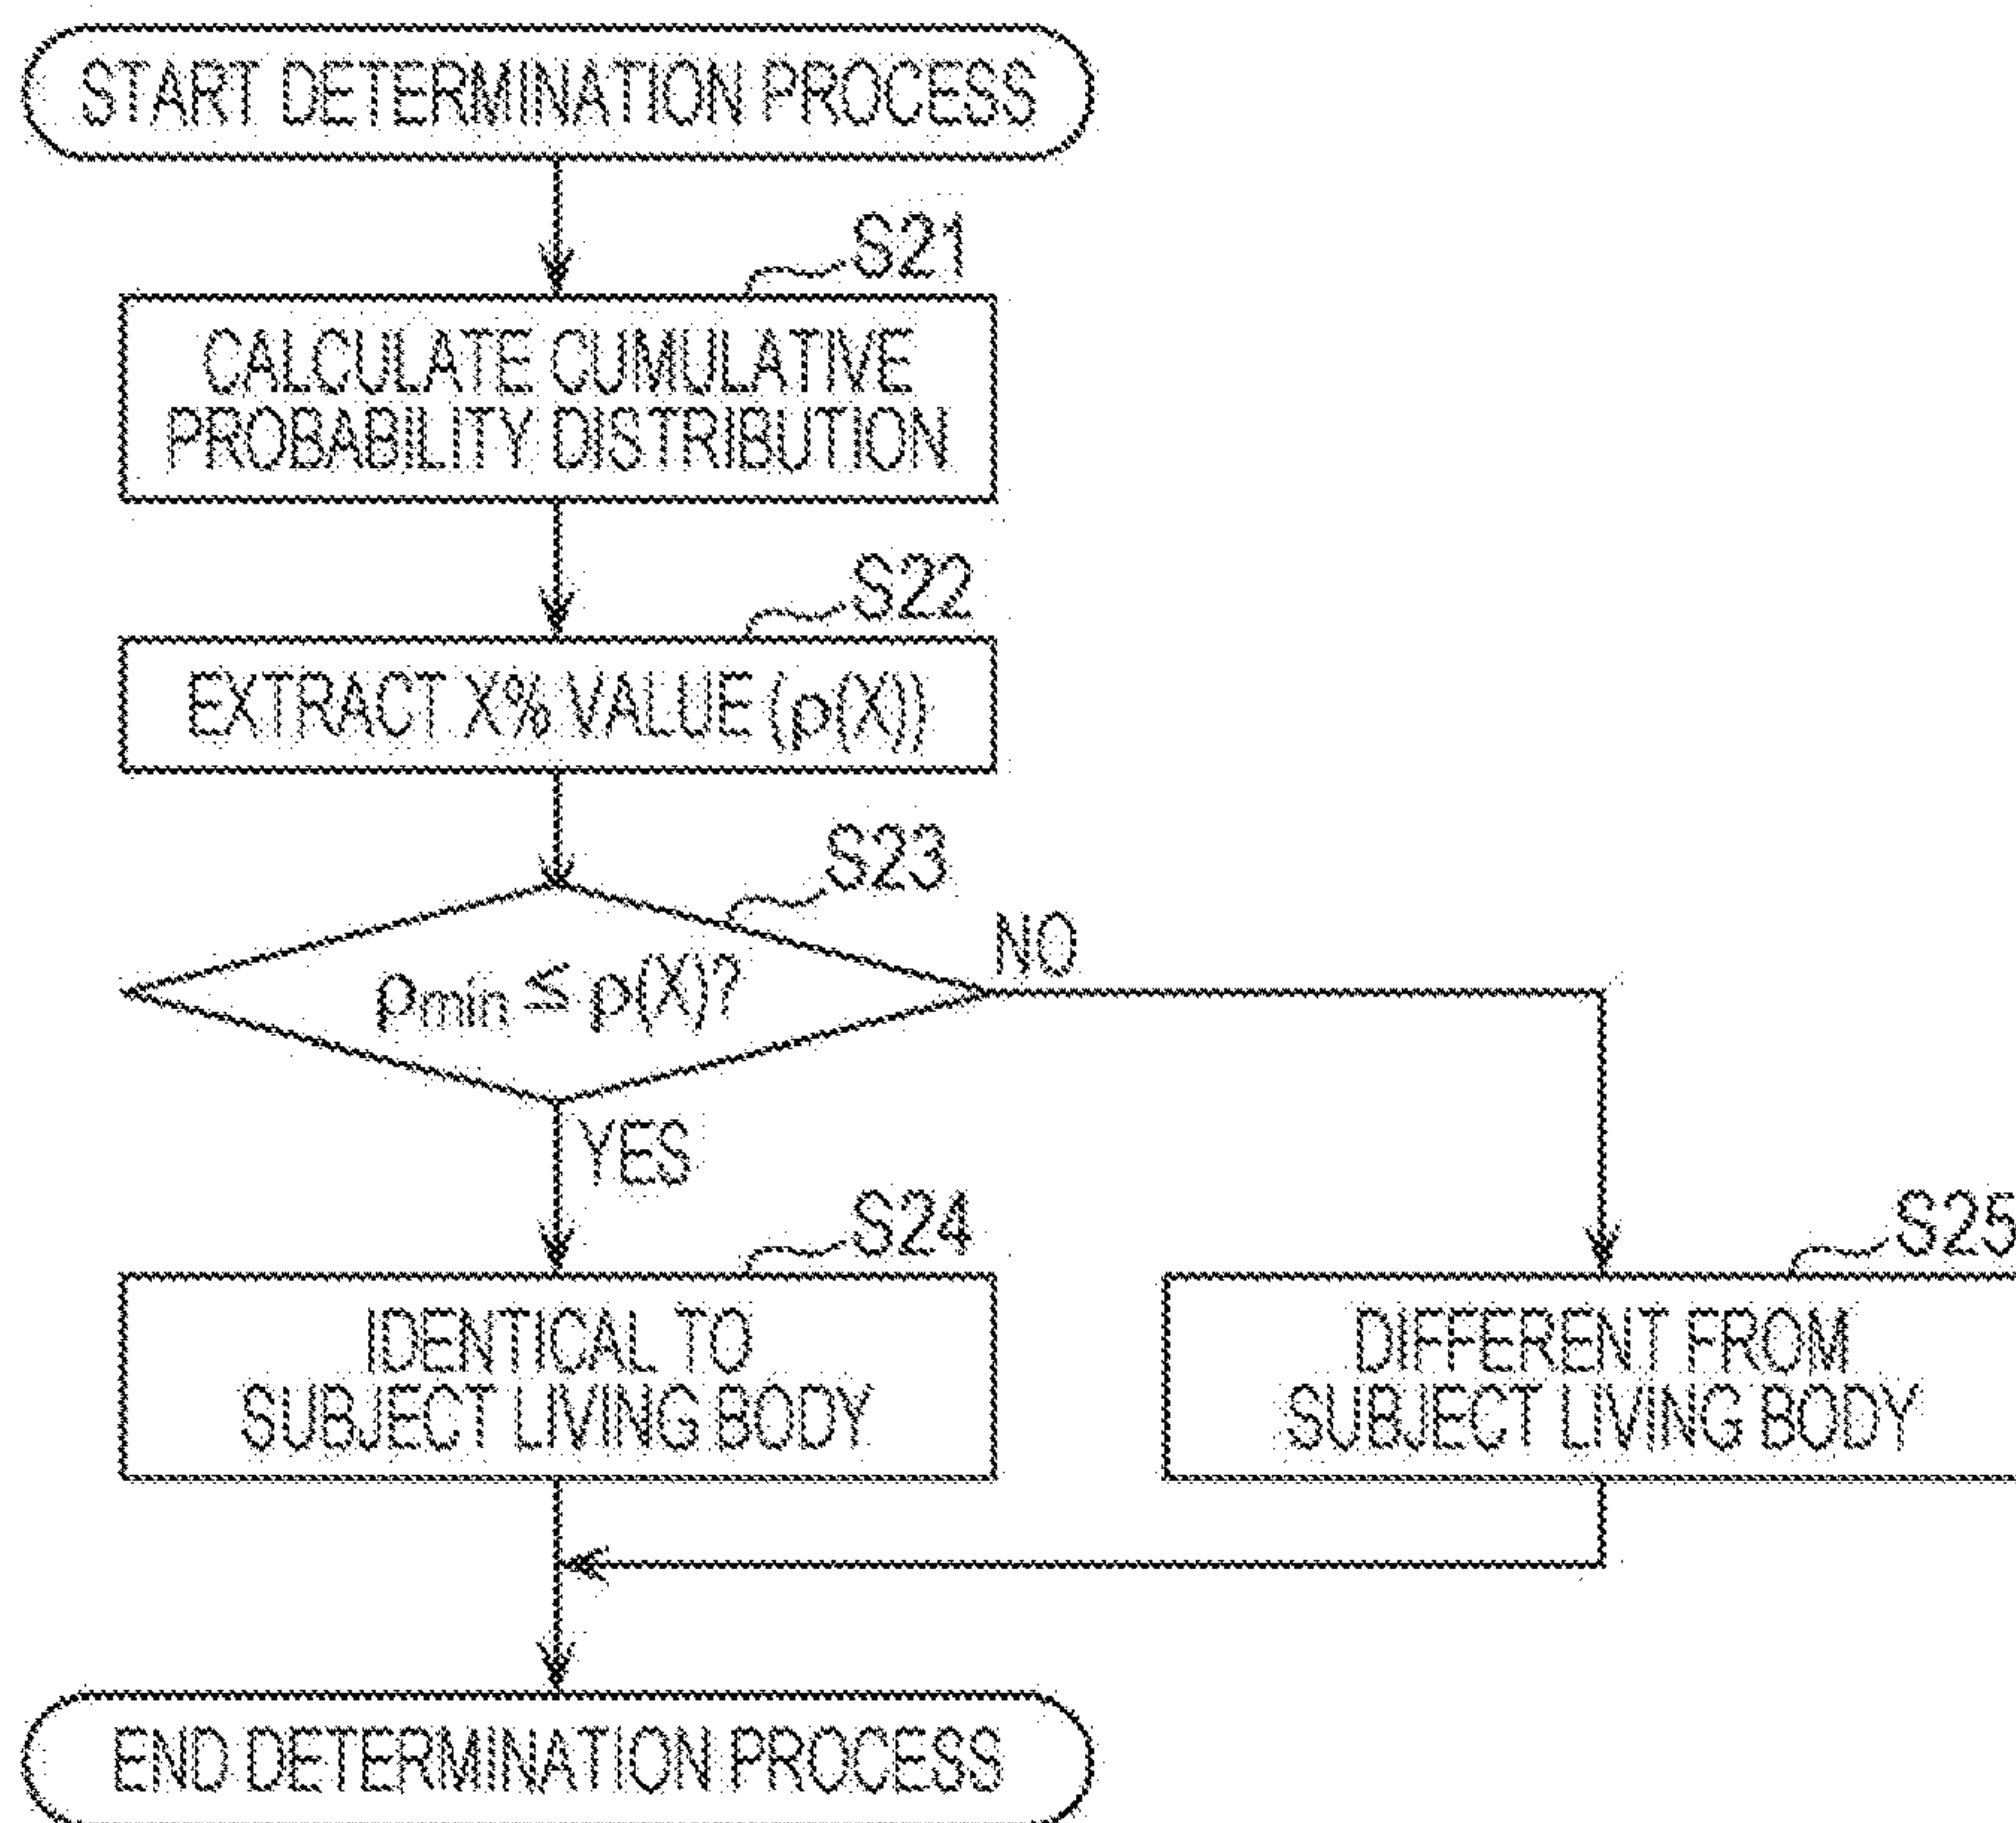 START DETERMINATION PROCESS
S21
CALCULATE CUMULATIVE
PROBABILITY DISTRIBUTION
S22
EXTRACT X% VALUE (ρ(X))
S23
ρmin ≤ ρ(X)?
NO
YES
S24
IDENTICAL TO
SUBJECT LIVING BODY
S25
DIFFERENT FROM
SUBJECT LIVING BODY
END DETERMINATION PROCESS